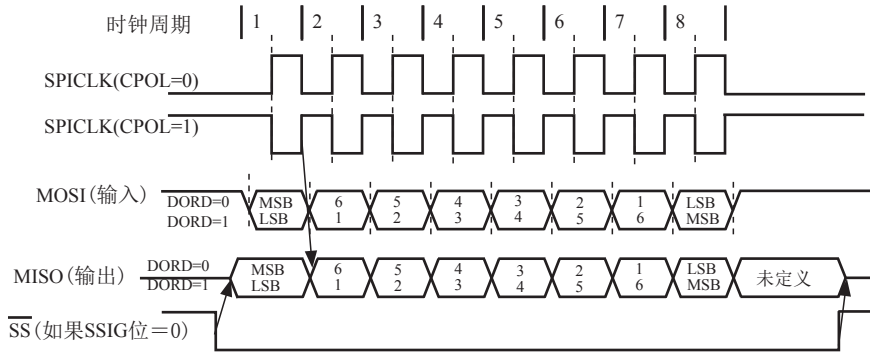 时钟周期 1 2 3 4 5 6 7 8
SPICLK(CPOL=0)
SPICLK(CPOL=1)
MOSI(输入) DORD=0 MSB 6 5 4 3 2 1 LSB
DORD=1 LSB 1 2 3 4 5 6 MSB
MISO(输出) DORD=0 MSB 6 5 4 3 2 1 LSB 未定义
DORD=1 LSB 1 2 3 4 5 6 MSB
SS(如果SSIG位=0)